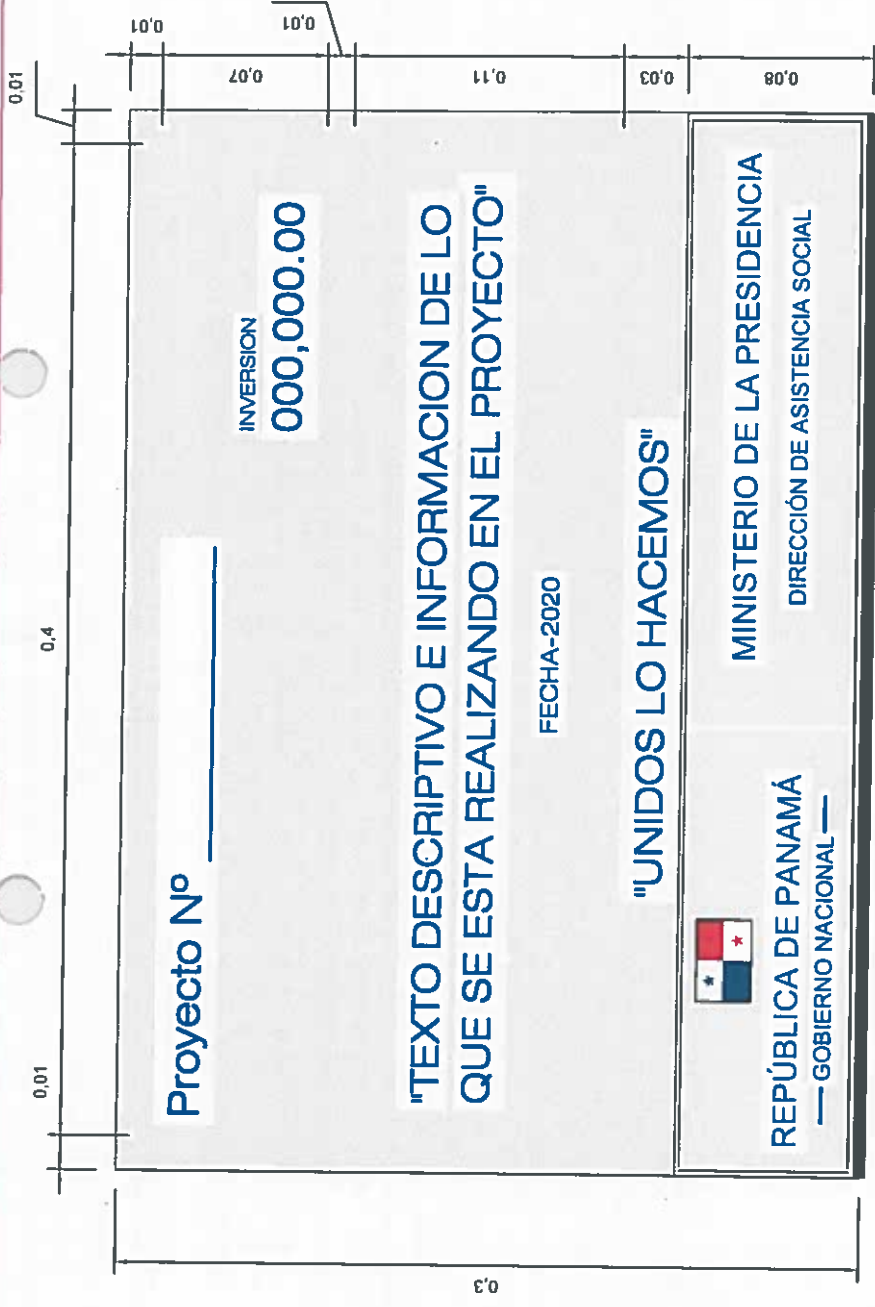 0,01
0,4
0,01
0,01
0,07
0,01
0,11
0,03
0,08
0,3
Proyecto Nº
INVERSION
000,000.00
"TEXTO DESCRIPTIVO E INFORMACION DE LO
QUE SE ESTA REALIZANDO EN EL PROYECTO"
FECHA-2020
"UNIDOS LO HACEMOS"
REPÚBLICA DE PANAMÁ
— GOBIERNO NACIONAL —
MINISTERIO DE LA PRESIDENCIA
DIRECCIÓN DE ASISTENCIA SOCIAL